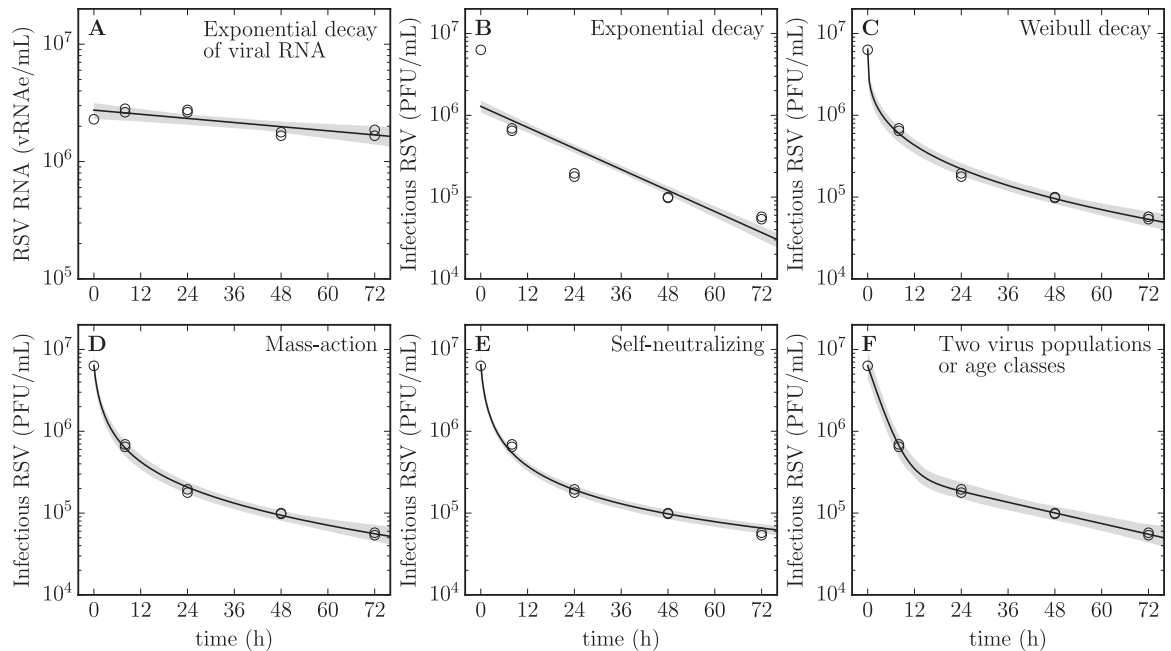 A
Exponential decay
of viral RNA
RSV RNA (vRNAe/mL)
10^7
10^6
10^5
0 12 24 36 48 60 72
B
Exponential decay
Infectious RSV (PFU/mL)
10^7
10^6
10^5
10^4
0 12 24 36 48 60 72
C
Weibull decay
Infectious RSV (PFU/mL)
10^7
10^6
10^5
10^4
0 12 24 36 48 60 72
D
Mass-action
Infectious RSV (PFU/mL)
10^7
10^6
10^5
10^4
0 12 24 36 48 60 72
time (h)
E
Self-neutralizing
Infectious RSV (PFU/mL)
10^7
10^6
10^5
10^4
0 12 24 36 48 60 72
time (h)
F
Two virus populations
or age classes
Infectious RSV (PFU/mL)
10^7
10^6
10^5
10^4
0 12 24 36 48 60 72
time (h)